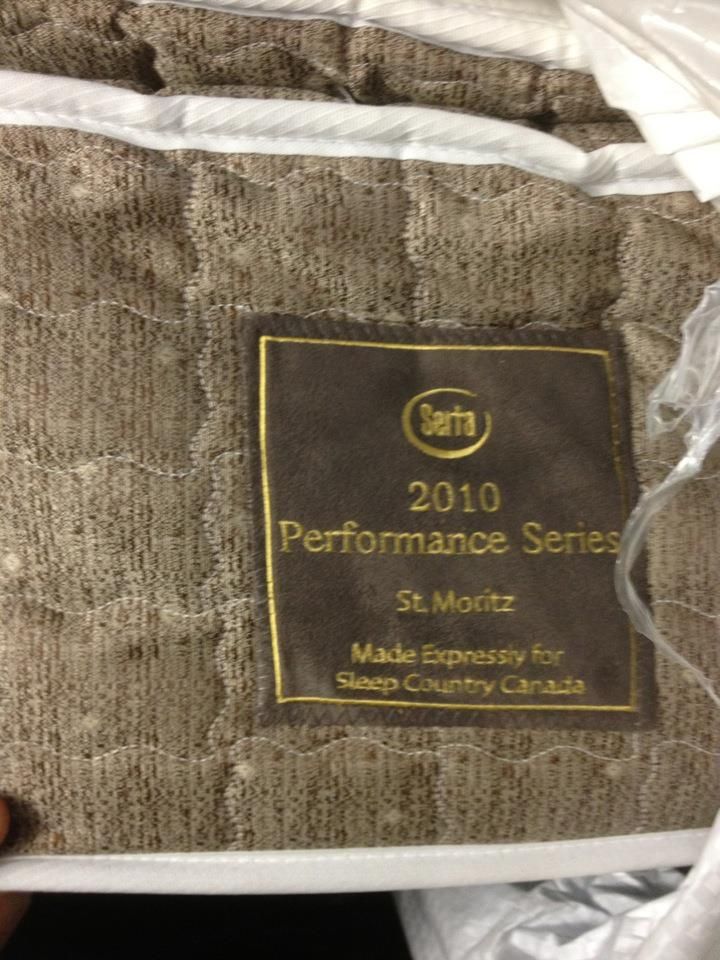 Serta
2010
Performance Series
St. Moritz
Made Expressly for
Sleep Country Canada